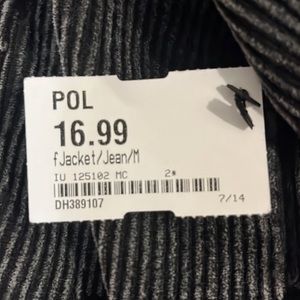 POL
16.99
fJacket/Jean/M
IU 125102 MC 2*
DH389107 7/14